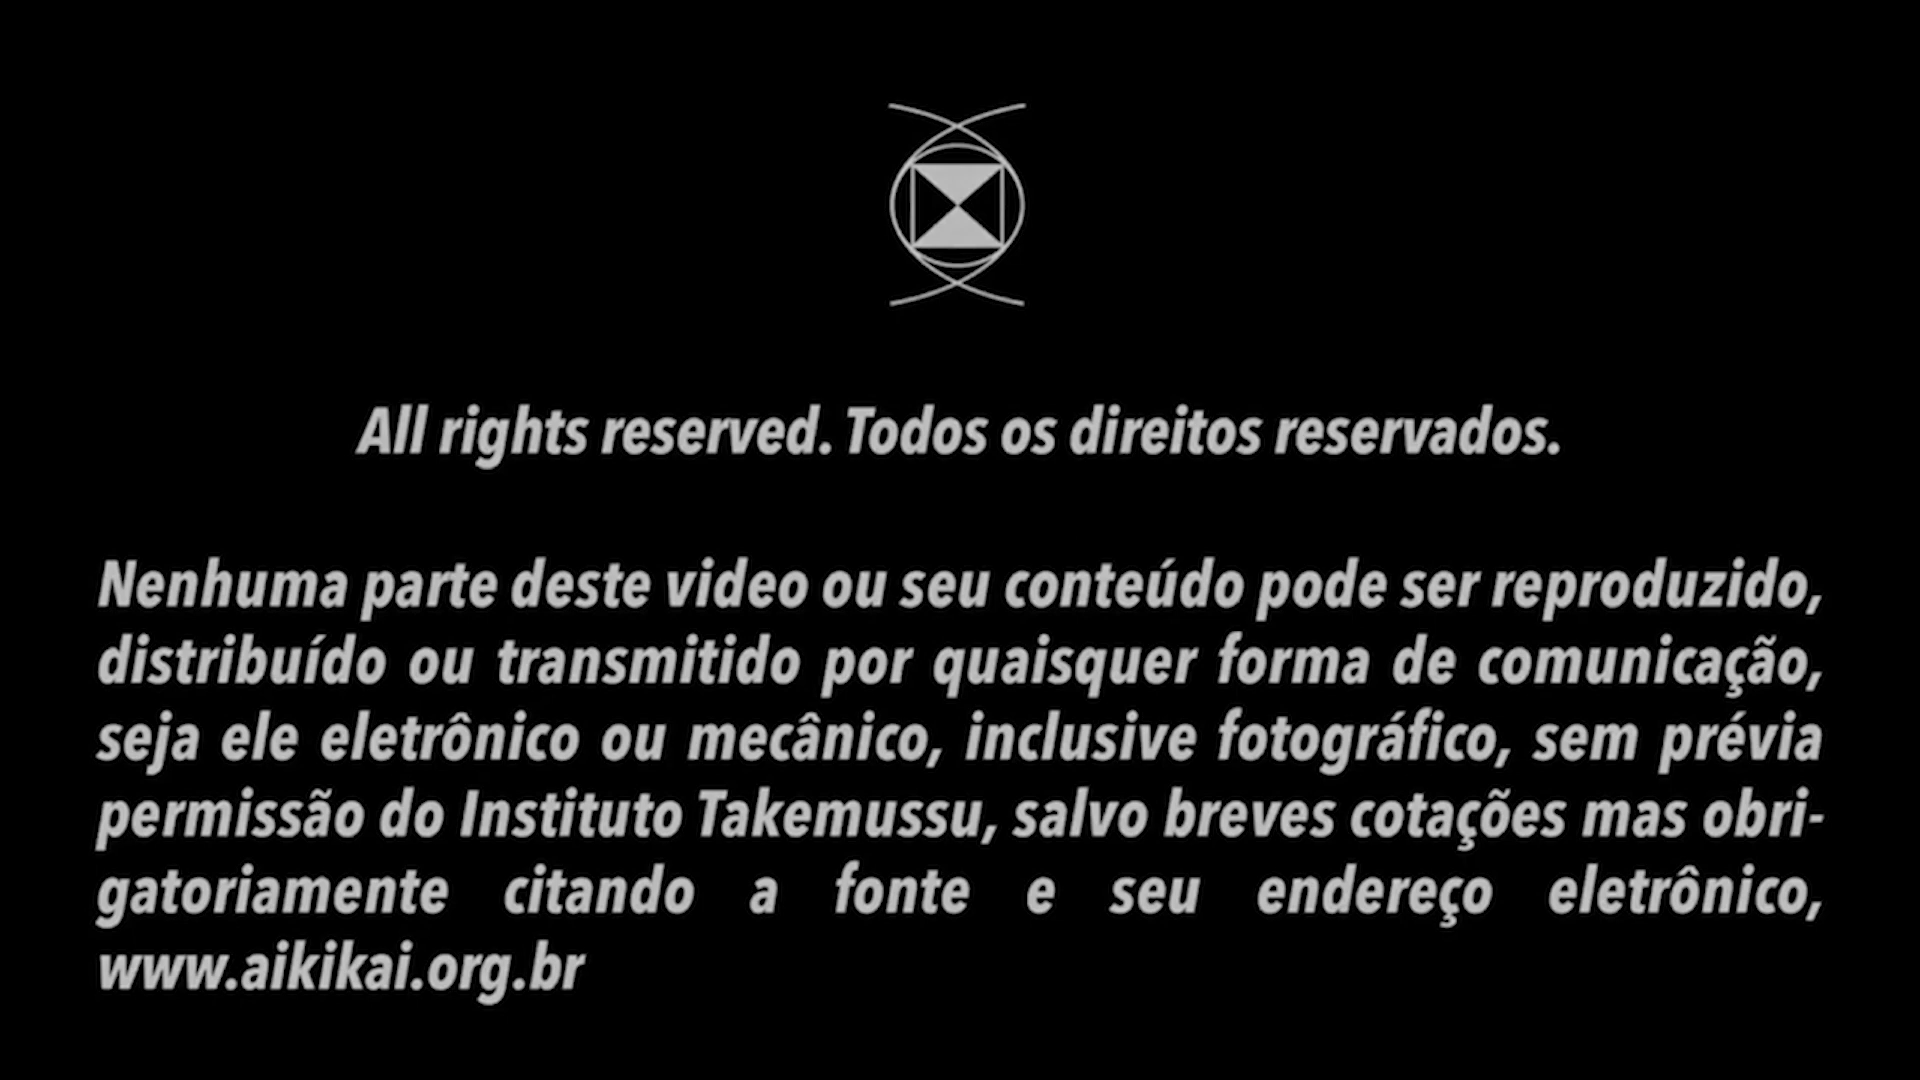 All rights reserved. Todos os direitos reservados.
Nenhuma parte deste video ou seu conteúdo pode ser reproduzido,
distribuído ou transmitido por quaisquer forma de comunicação,
seja ele eletrônico ou mecânico, inclusive fotográfico, sem prévia
permissão do Instituto Takemussu, salvo breves cotações mas obri-
gatoriamente citando a fonte e seu endereço eletrônico,
www.aikikai.org.br